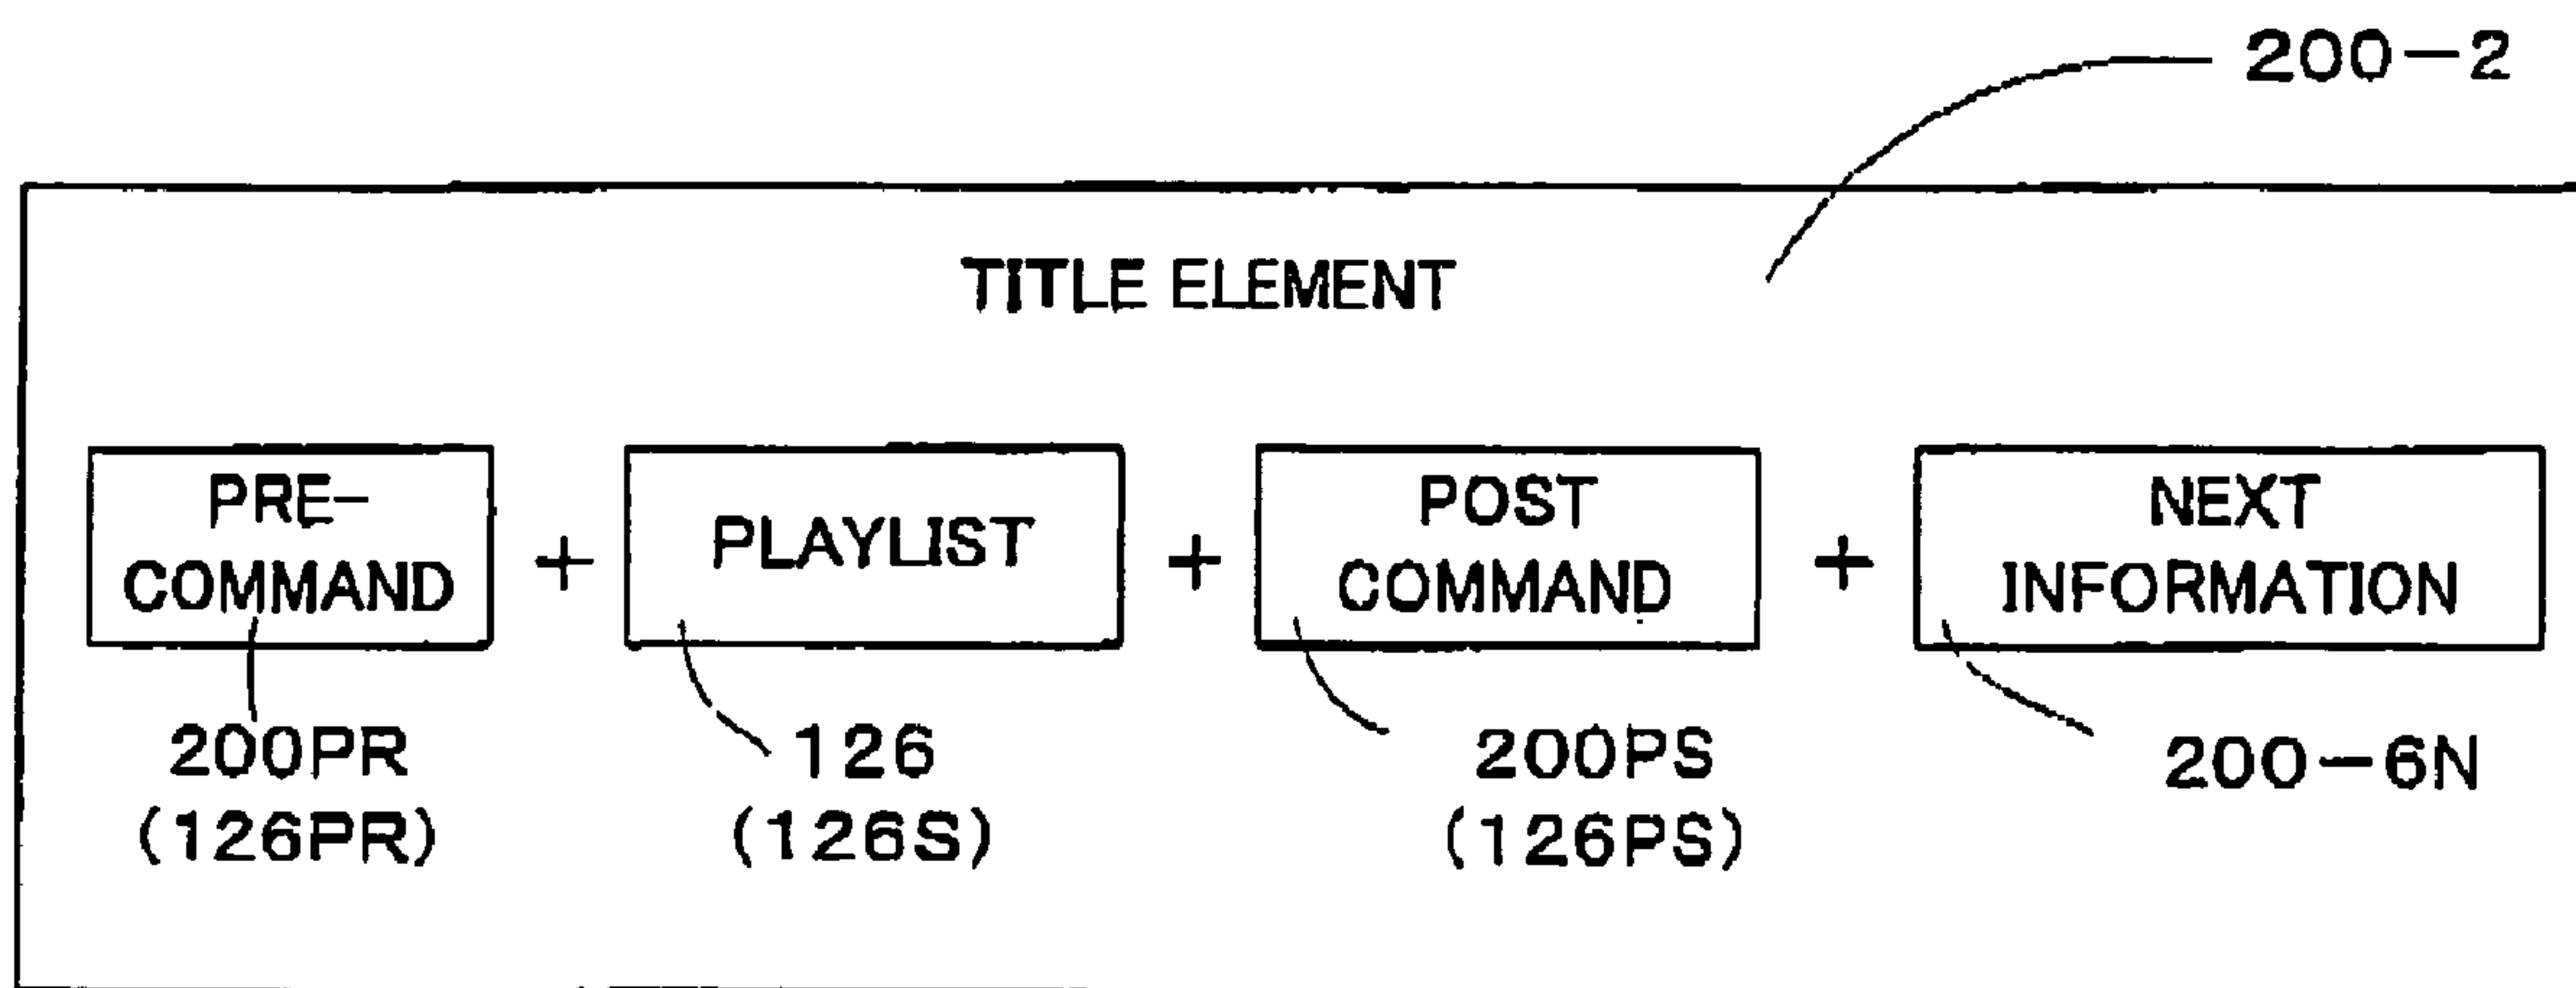 200-2
TITLE ELEMENT
PRE-
COMMAND
+
PLAYLIST
+
POST
COMMAND
+
NEXT
INFORMATION
200PR
(126PR)
126
(126S)
200PS
(126PS)
200-6N